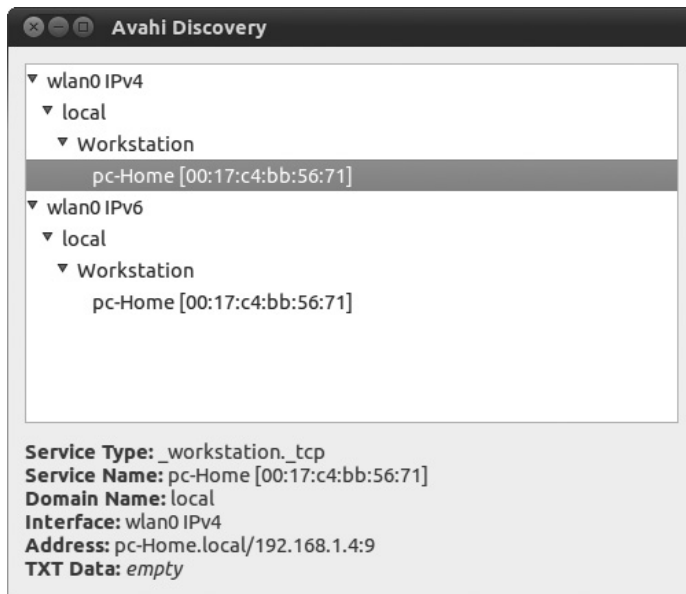 Avahi Discovery
wlan0 IPv4
local
Workstation
pc-Home [00:17:c4:bb:56:71]
wlan0 IPv6
local
Workstation
pc-Home [00:17:c4:bb:56:71]
Service Type: _workstation._tcp
Service Name: pc-Home [00:17:c4:bb:56:71]
Domain Name: local
Interface: wlan0 IPv4
Address: pc-Home.local/192.168.1.4:9
TXT Data: empty